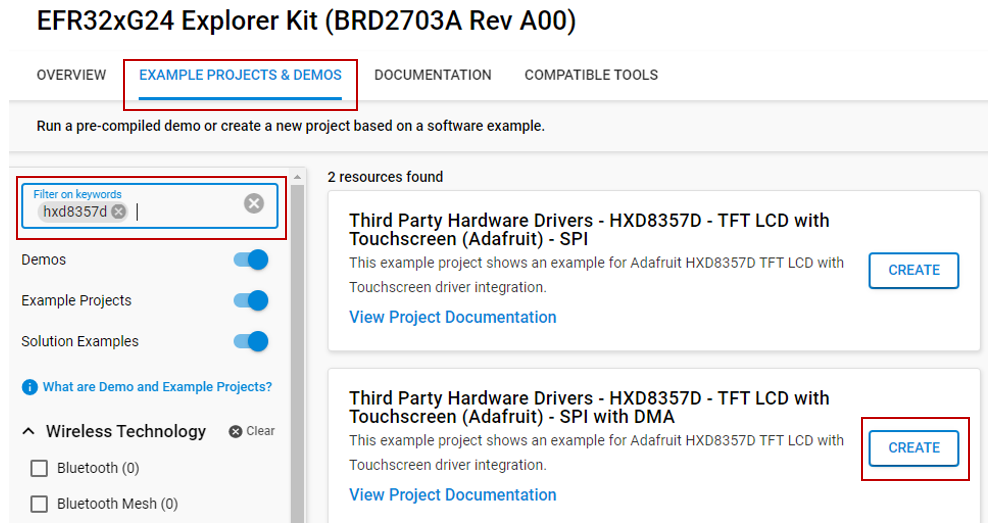 EFR32xG24 Explorer Kit (BRD2703A Rev A00)
OVERVIEW
EXAMPLE PROJECTS & DEMOS
DOCUMENTATION
COMPATIBLE TOOLS
Run a pre-compiled demo or create a new project based on a software example.
Filter on keywords
hxd8357d
Demos
Example Projects
Solution Examples
What are Demo and Example Projects?
Wireless Technology
Clear
Bluetooth (0)
Bluetooth Mesh (0)
2 resources found
Third Party Hardware Drivers - HXD8357D - TFT LCD with
Touchscreen (Adafruit) - SPI
This example project shows an example for Adafruit HXD8357D TFT LCD with
Touchscreen driver integration.
View Project Documentation
CREATE
Third Party Hardware Drivers - HXD8357D - TFT LCD with
Touchscreen (Adafruit) - SPI with DMA
This example project shows an example for Adafruit HXD8357D TFT LCD with
Touchscreen driver integration.
View Project Documentation
CREATE